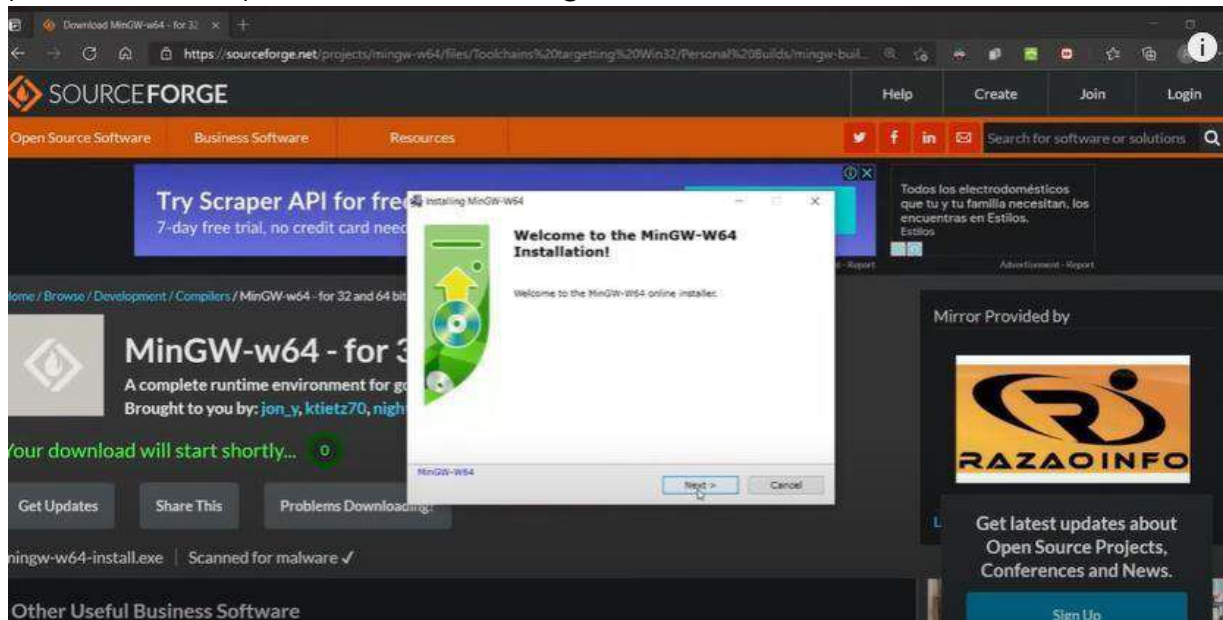 Download MinGW-w64 - for 32
https://sourceforge.net/projects/mingw-w64/files/Toolchains%20targetting%20Win32/Personal%20Builds/mingw-buil...
SOURCEFORGE
Help
Create
Join
Login
Open Source Software
Business Software
Resources
Search for software or solutions
Try Scraper API for free
7-day free trial, no credit card need
Todos los electrodomésticos
que tu y tu familia necesitan, los
encuentras en Estilos.
Estilos
- Report
Advertisement - Report
Installing MinGW-W64
Welcome to the MinGW-W64
Installation!
Welcome to the MinGW-W64 online installer.
MinGW-W64
Next >
Cancel
Home / Browse / Development / Compilers / MinGW-w64 - for 32 and 64 bit
MinGW-w64 - for 3
A complete runtime environment for gc
Brought to you by: jon_y, ktietz70, nigh
Your download will start shortly... 0
Get Updates
Share This
Problems Downloading?
mingw-w64-install.exe | Scanned for malware ✓
Other Useful Business Software
Mirror Provided by
RAZAOINFO
L
Get latest updates about
Open Source Projects,
Conferences and News.
Sign Up